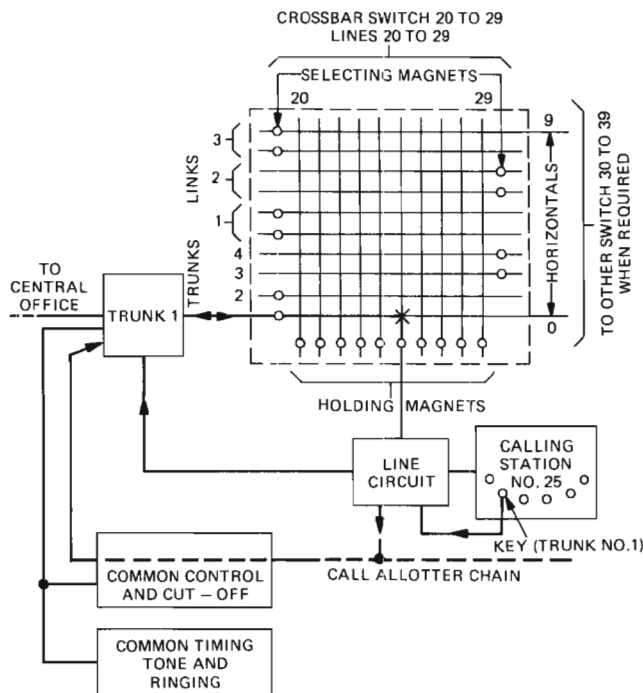 CROSSBAR SWITCH 20 TO 29
LINES 20 TO 29
SELECTING MAGNETS
20
29
9
3
2
1
LINKS
4
3
2
TRUNKS
HORIZONTALS
0
TO OTHER SWITCH 30 TO 39
WHEN REQUIRED
TO
CENTRAL
OFFICE
TRUNK 1
HOLDING MAGNETS
LINE
CIRCUIT
CALLING
STATION
NO. 25
KEY (TRUNK NO.1)
CALL ALLOTTER CHAIN
COMMON CONTROL
AND CUT – OFF
COMMON TIMING
TONE AND
RINGING